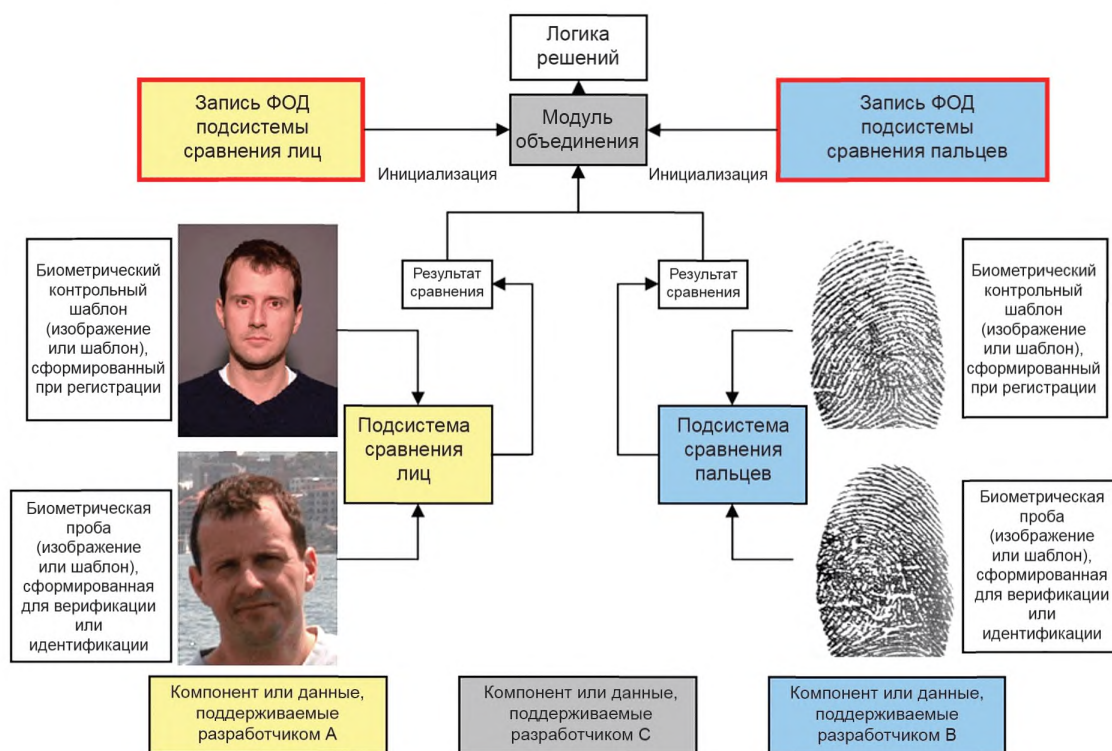 Логика
решений
Запись ФОД
подсистемы
сравнения лиц
Модуль
объединения
Запись ФОД
подсистемы
сравнения пальцев
Инициализация
Инициализация
Биометрический
контрольный
шаблон
(изображение
или шаблон),
сформированный
при регистрации
Результат
сравнения
Результат
сравнения
Биометрический
контрольный
шаблон
(изображение
или шаблон),
сформированный
при регистрации
Подсистема
сравнения
лиц
Подсистема
сравнения
пальцев
Биометрическая
проба
(изображение
или шаблон),
сформированная
для верификации
или
идентификации
Биометрическая
проба
(изображение
или шаблон),
сформированная
для верификации
или
идентификации
Компонент или данные,
поддерживаемые
разработчиком А
Компонент или данные,
поддерживаемые
разработчиком С
Компонент или данные,
поддерживаемые
разработчиком В